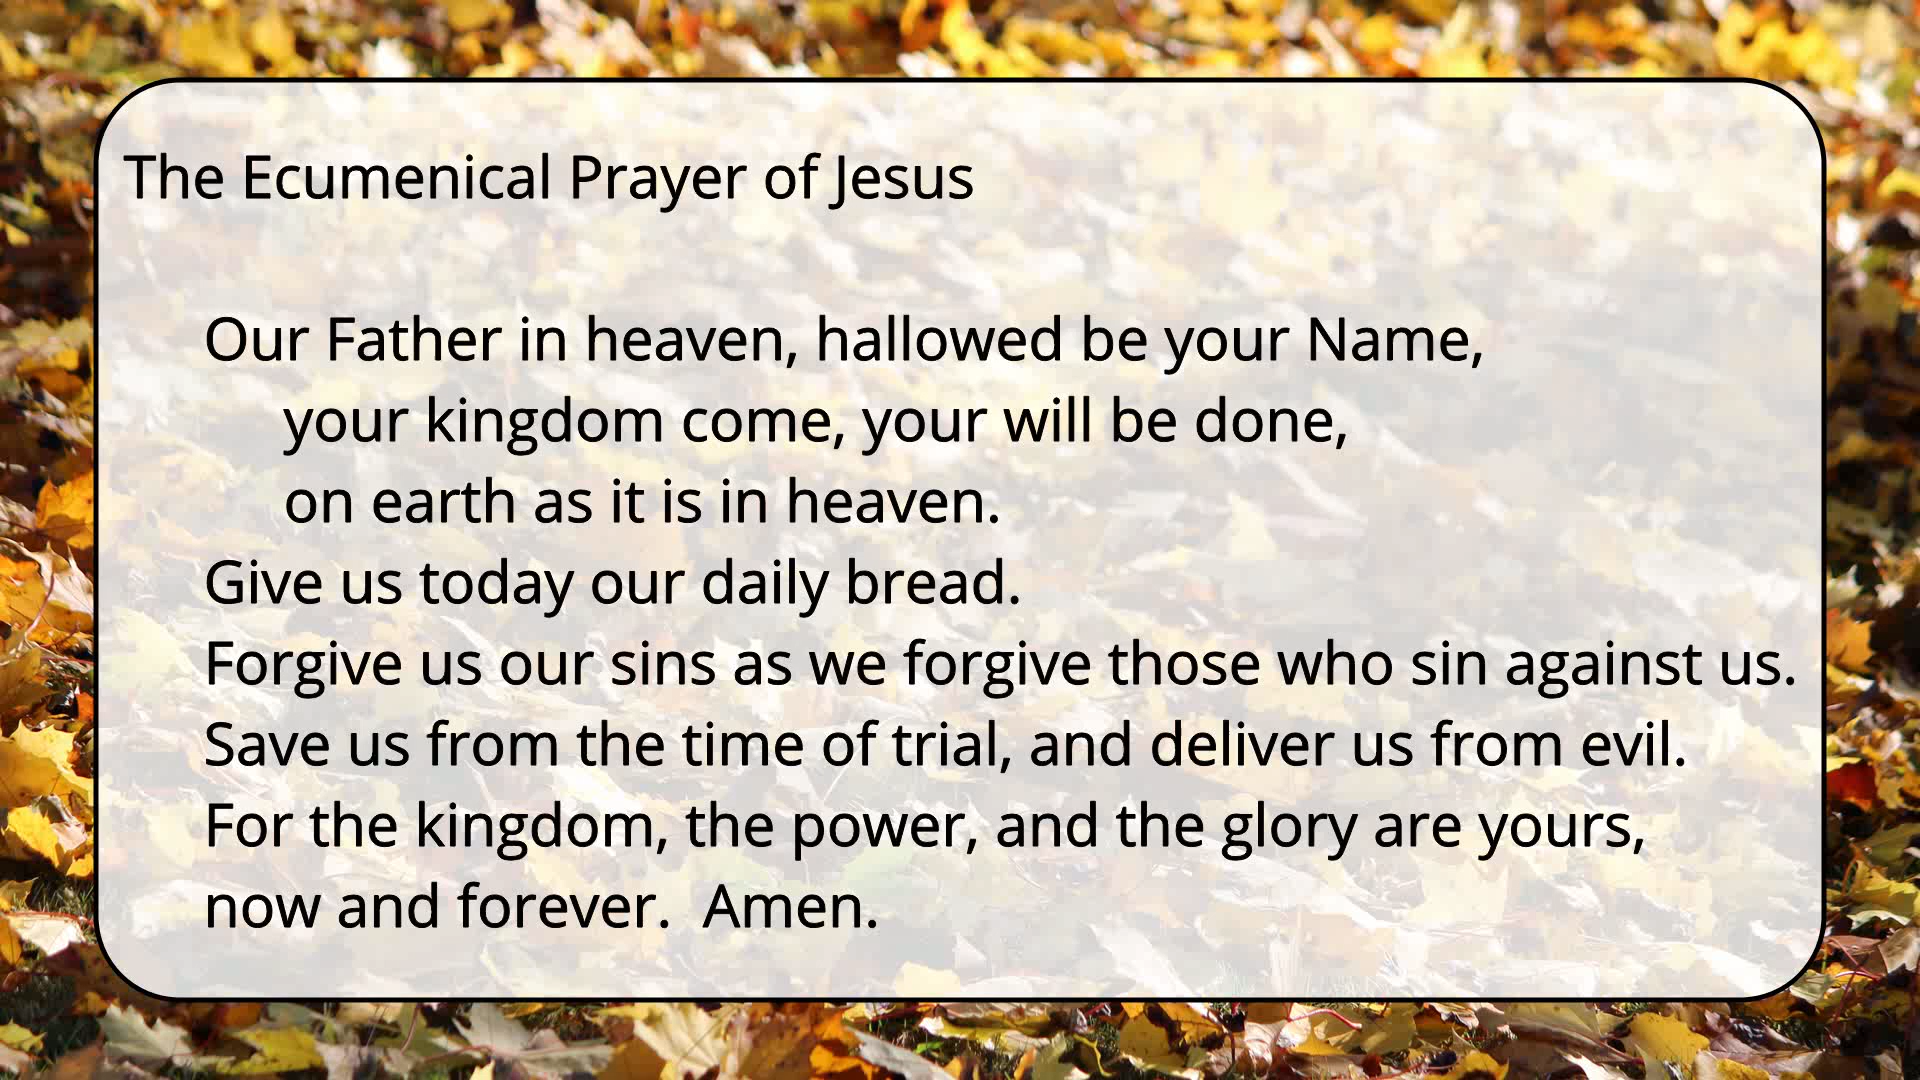 The Ecumenical Prayer of Jesus
Our Father in heaven, hallowed be your Name,
your kingdom come, your will be done,
on earth as it is in heaven.
Give us today our daily bread.
Forgive us our sins as we forgive those who sin against us.
Save us from the time of trial, and deliver us from evil.
For the kingdom, the power, and the glory are yours,
now and forever.  Amen.